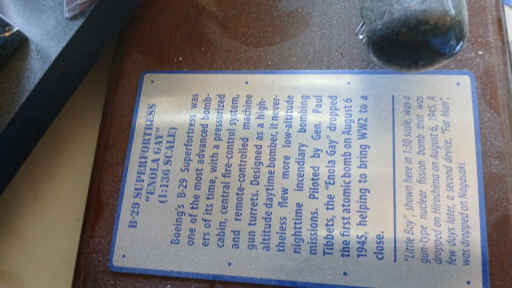 B-29 SUPERFORTRESS
"ENOLA GAY"
(1:136 SCALE)
Boeing's B-29 Superfortress was
one of the most advanced bomb-
ers of its time, with a pressurized
cabin, central fire-control system,
and remote-controlled machine
gun turrets. Designed as a high-
altitude daytime bomber, it never-
theless flew more low-altitude
nighttime incendiary bombing
missions. Piloted by Gen. Paul
Tibbets, the "Enola Gay" dropped
the first atomic bomb on August 6
1945, helping to bring WW2 to a
close.
"Little Boy", shown here in 1:30 scale, was a
gun-type nuclear fission bomb that was
dropped on Hiroshima on August 6, 1945. A
few days later, a second device, "Fat Man",
was dropped on Nagasaki.